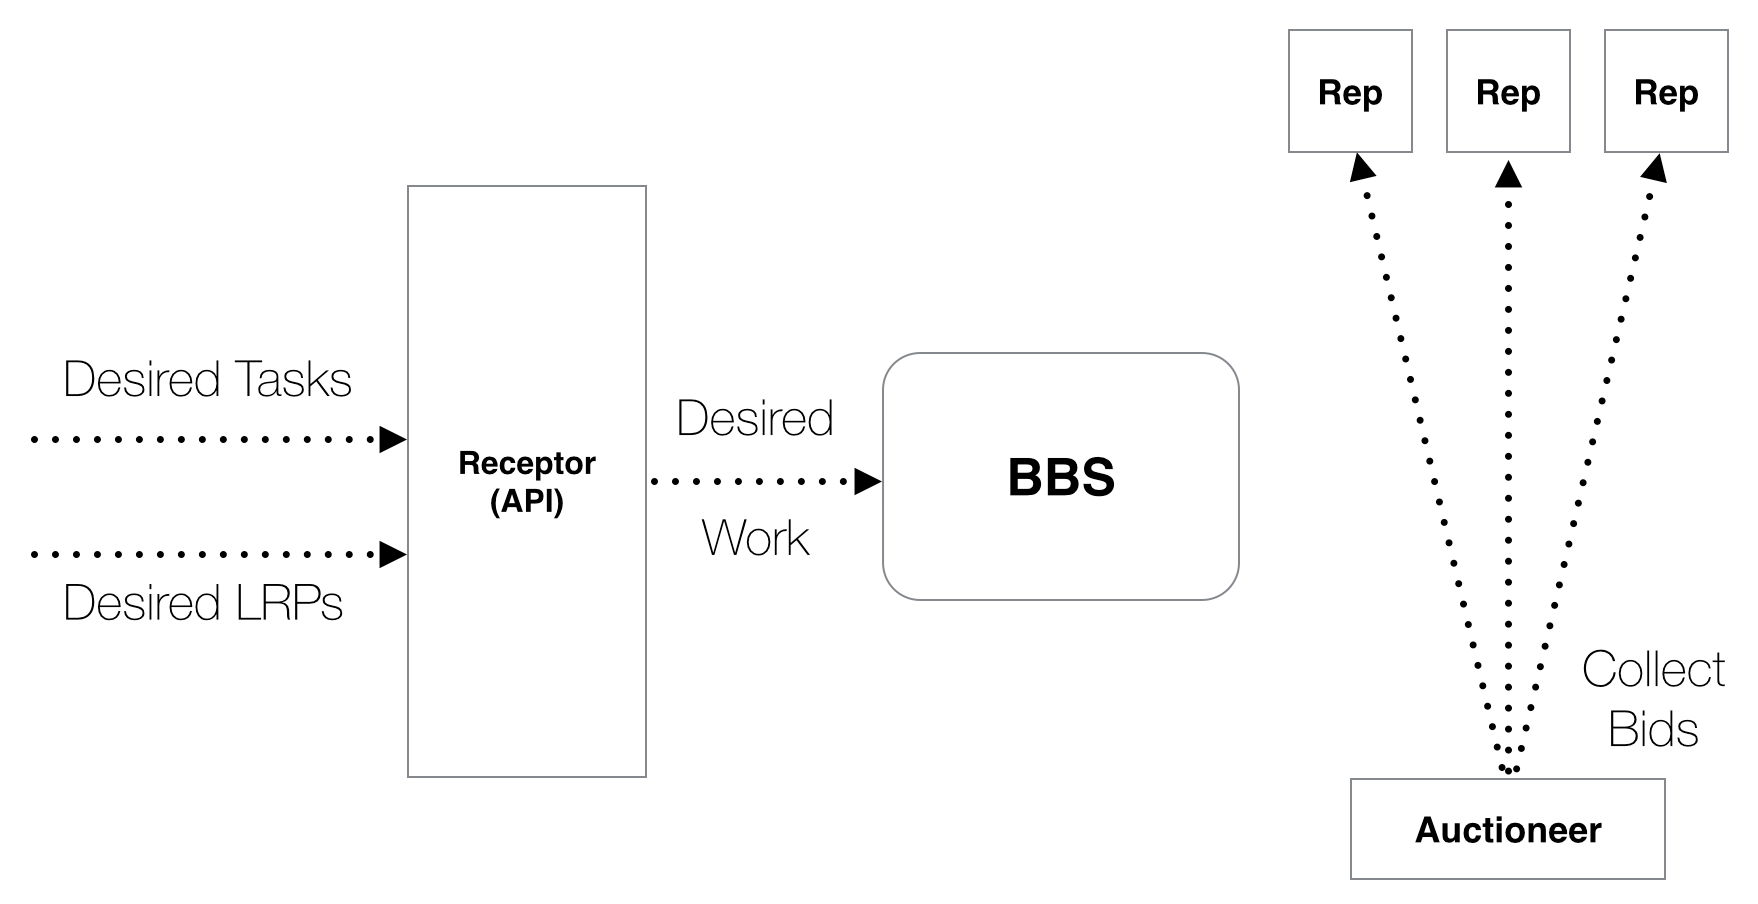 Rep
Rep
Rep
Desired Tasks
Desired LRPs
Receptor
(API)
Desired
Work
BBS
Collect
Bids
Auctioneer